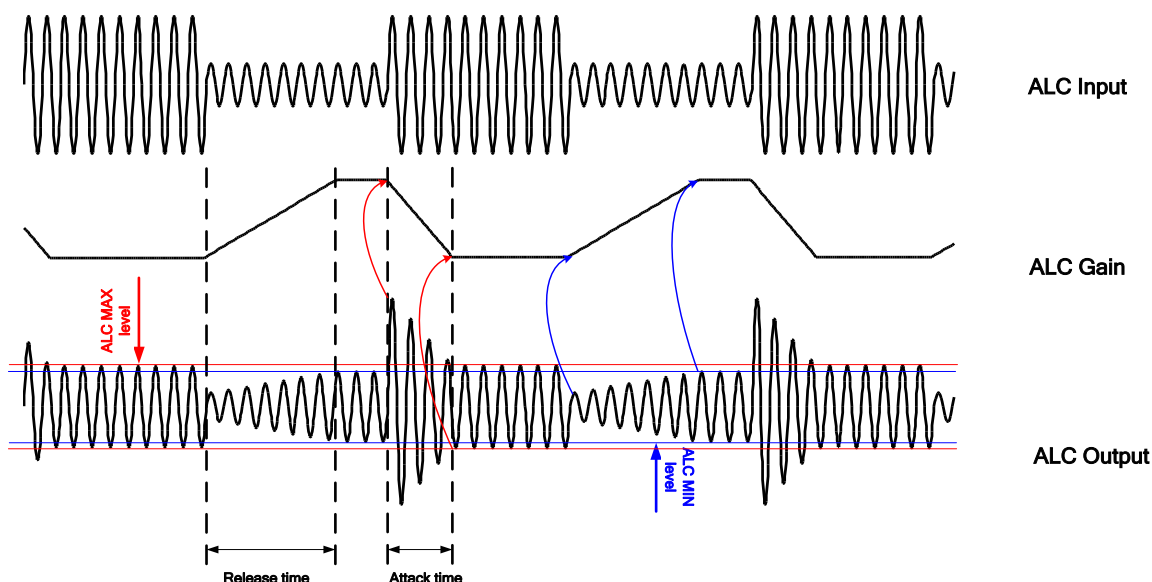 ALC Input
ALC Gain
ALC MAX
level
ALC MIN
level
ALC Output
Release time
Attack time